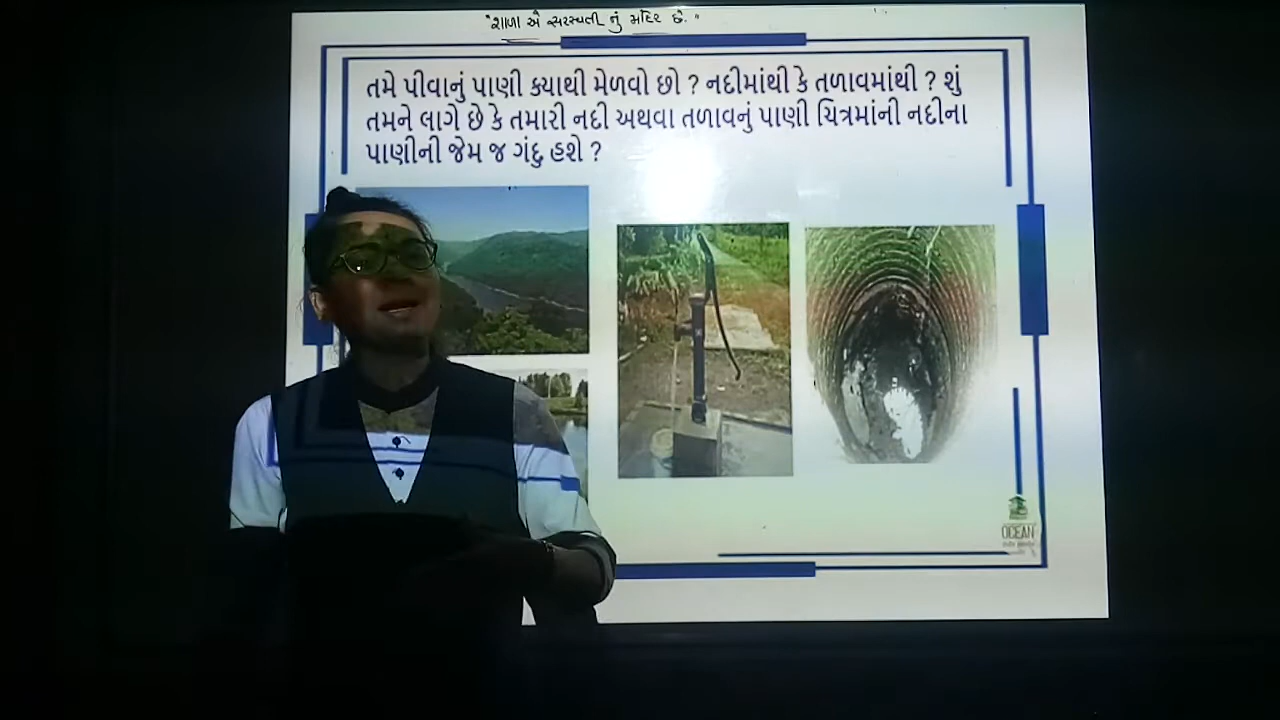 "શાળા એ સરસ્વતી નું મંદિર છે."
તમે પીવાનું પાણી ક્યાથી મેળવો છો ? નદીમાંથી કે તળાવમાંથી ? શું
તમને લાગે છે કે તમારી નદી અથવા તળાવનું પાણી ચિત્રમાંની નદીના
પાણીની જેમ જ ગંદુ હશે ?
OCEAN